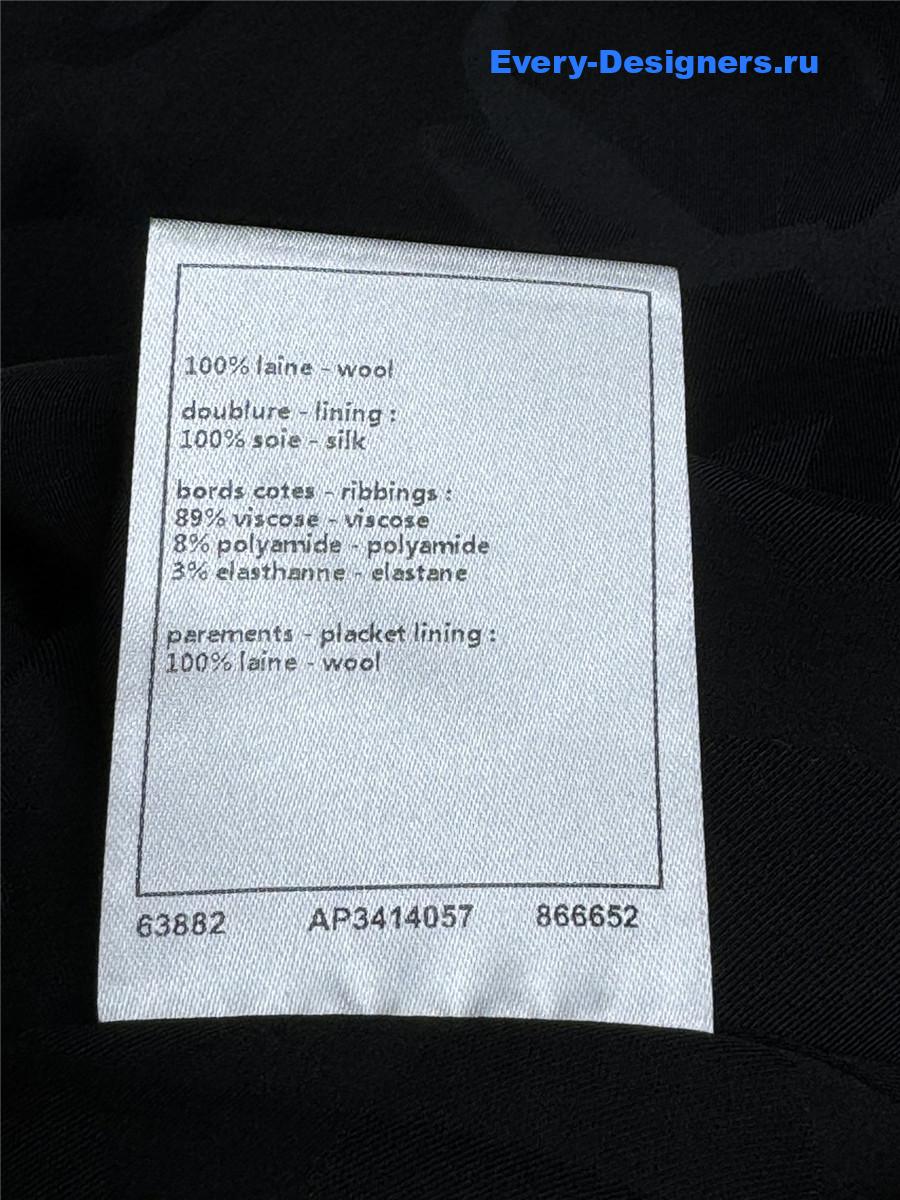 Every-Designers.ru
100% laine - wool
doublure - lining :
100% soie - silk
bords cotes - ribbings :
89% viscose - viscose
8% polyamide - polyamide
3% elasthanne - elastane
parements - placket lining :
100% laine - wool
63882 AP3414057 866652